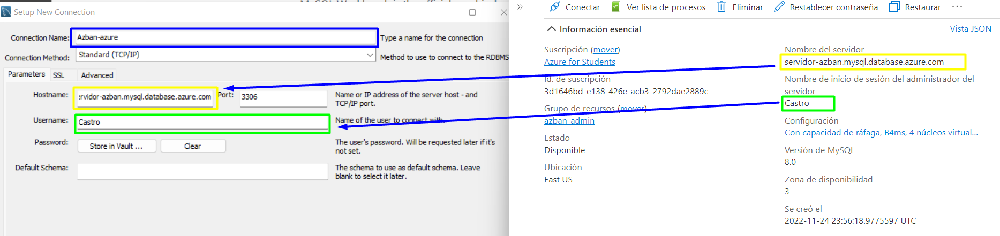 Setup New Connection
Connection Name:
Azban-azure
Type a name for the connection
Connection Method:
Standard (TCP/IP)
Method to use to connect to the RDBMS
Parameters
SSL
Advanced
Hostname:
ervidor-azban.mysql.database.azure.com
Port:
3306
Name or IP address of the server host - and
TCP/IP port.
Username:
Castro
Name of the user to connect with.
Password:
Store in Vault ...
Clear
The user's password. Will be requested later if it's
not set.
Default Schema:
The schema to use as default schema. Leave
blank to select it later.
Conectar
Ver lista de procesos
Eliminar
Restablecer contraseña
Restaurar
Información esencial
Vista JSON
Suscripción (mover)
Azure for Students
Id. de suscripción
3d1646bd-e138-426e-acb3-2792dae2889c
Grupo de recursos (mover)
azban-admin
Estado
Disponible
Ubicación
East US
Nombre del servidor
servidor-azban.mysql.database.azure.com
Nombre de inicio de sesión del administrador del
servidor
Castro
Configuración
Con capacidad de ráfaga, B4ms, 4 núcleos virtual...
Versión de MySQL
8.0
Zona de disponibilidad
3
Se creó el
2022-11-24 23:56:18.9775597 UTC